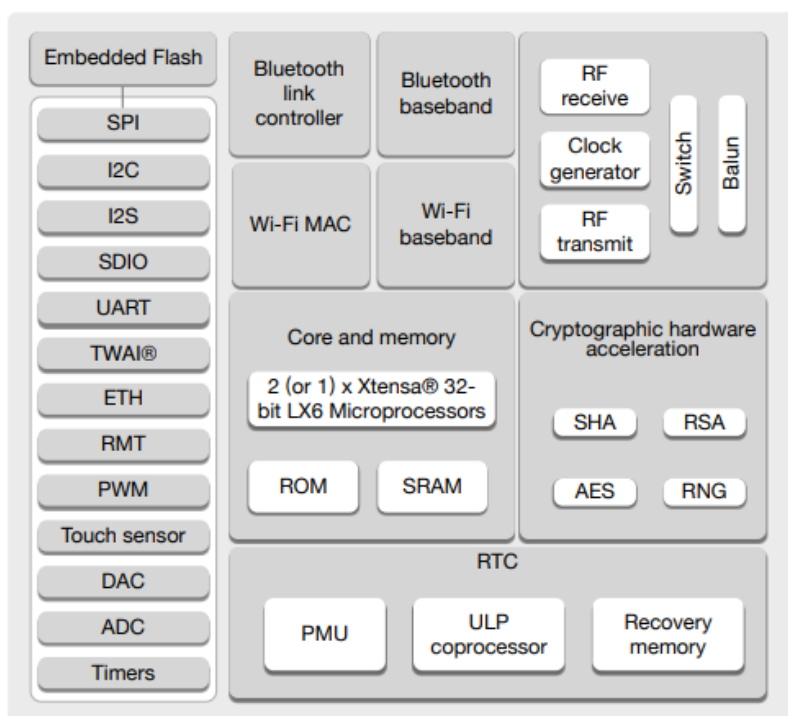 Embedded Flash
SPI
I2C
I2S
SDIO
UART
TWAI®
ETH
RMT
PWM
Touch sensor
DAC
ADC
Timers
Bluetooth
link
controller
Bluetooth
baseband
Wi-Fi MAC
Wi-Fi
baseband
RF
receive
Clock
generator
RF
transmit
Switch
Balun
Core and memory
2 (or 1) x Xtensa® 32-
bit LX6 Microprocessors
ROM
SRAM
Cryptographic hardware
acceleration
SHA
RSA
AES
RNG
RTC
PMU
ULP
coprocessor
Recovery
memory